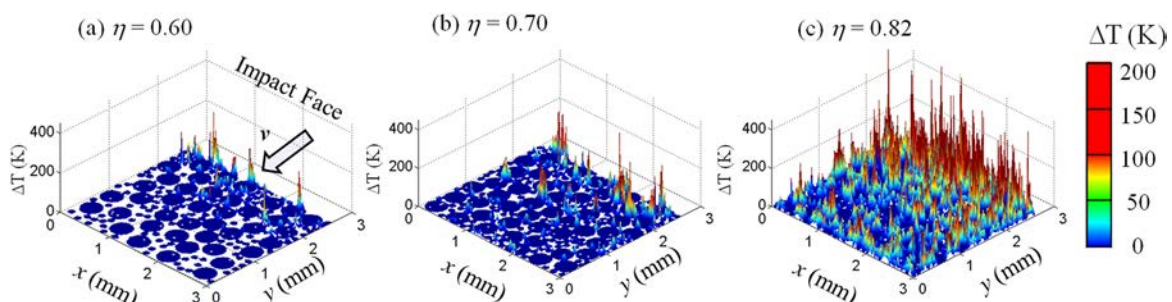 (a) η = 0.60
(b) η = 0.70
(c) η = 0.82
ΔT (K)
Impact Face
v
ΔT (K)
400
200
0
0
1
2
3
x (mm)
0
1
2
3
y (mm)
ΔT (K)
400
200
0
0
1
2
3
x (mm)
0
1
2
3
y (mm)
ΔT (K)
400
200
0
0
1
2
3
x (mm)
0
1
2
3
y (mm)
200
150
100
50
0